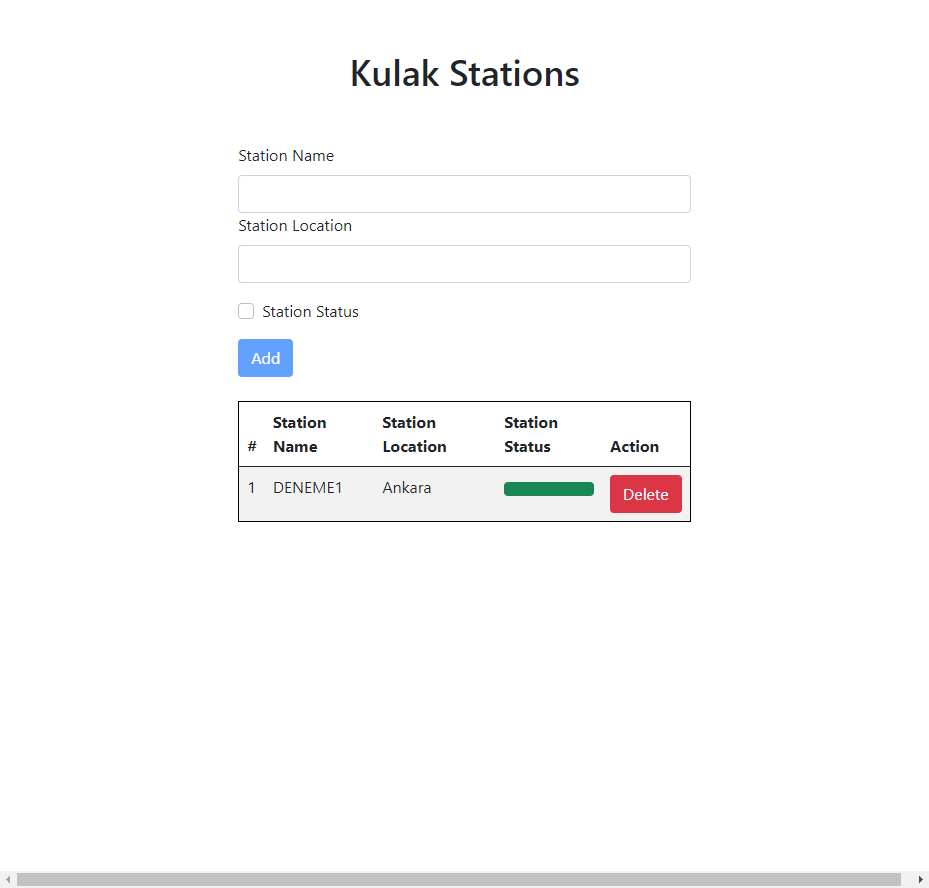 Kulak Stations
Station Name
Station Location
Station Status
Add
# Station Name Station Location Station Status Action
1 DENEME1 Ankara Delete